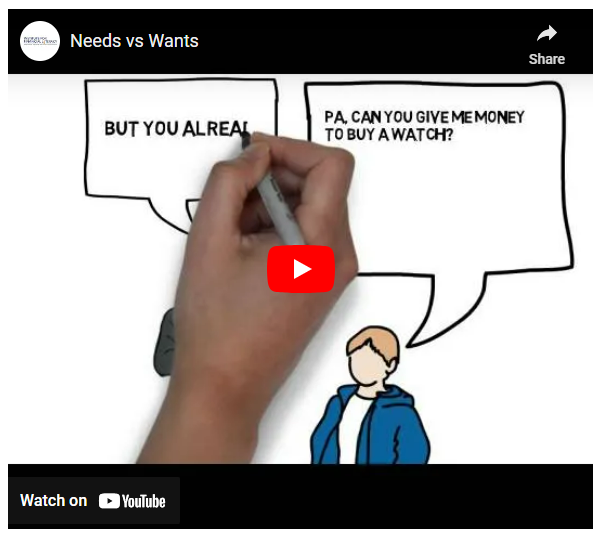 Needs vs Wants
Share
BUT YOU ALREA
PA, CAN YOU GIVE ME MONEY
TO BUY A WATCH?
Watch on YouTube